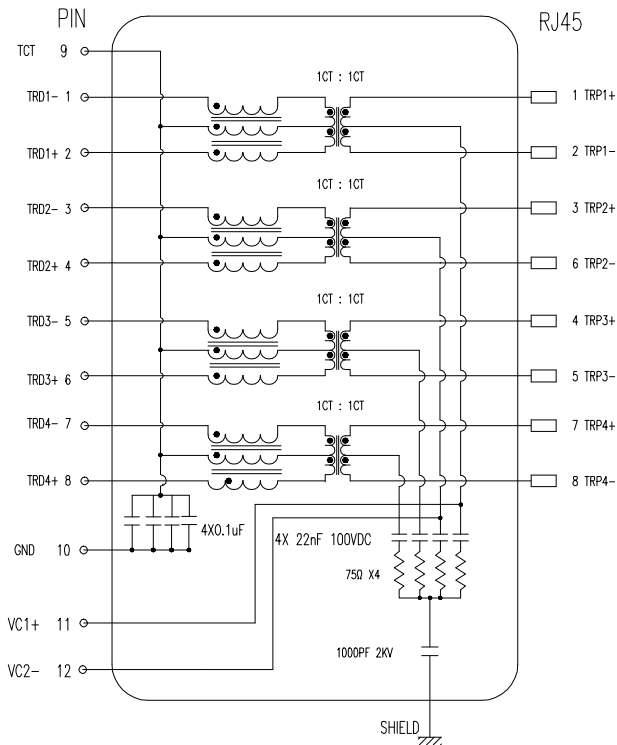 PIN
RJ45
TCT 9
1CT : 1CT
TRD1- 1
1 TRP1+
TRD1+ 2
2 TRP1-
1CT : 1CT
TRD2- 3
3 TRP2+
TRD2+ 4
6 TRP2-
1CT : 1CT
TRD3- 5
4 TRP3+
TRD3+ 6
5 TRP3-
1CT : 1CT
TRD4- 7
7 TRP4+
TRD4+ 8
8 TRP4-
4X0.1uF
4X 22nF 100VDC
GND 10
75Ω X4
VC1+ 11
1000PF 2KV
VC2- 12
SHIELD